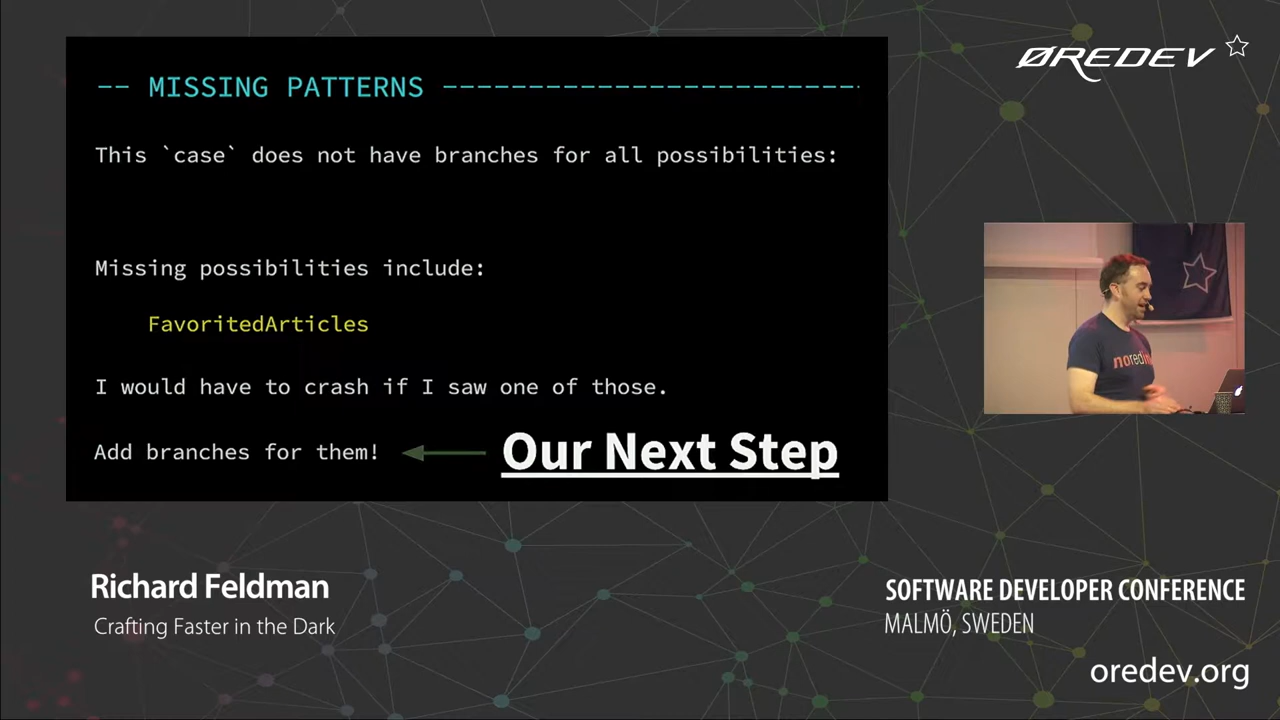 -- MISSING PATTERNS ------------------------
This `case` does not have branches for all possibilities:
Missing possibilities include:
FavoritedArticles
I would have to crash if I saw one of those.
Add branches for them!
Our Next Step
ØREDEV
Richard Feldman
Crafting Faster in the Dark
SOFTWARE DEVELOPER CONFERENCE
MALMÖ, SWEDEN
oredev.org